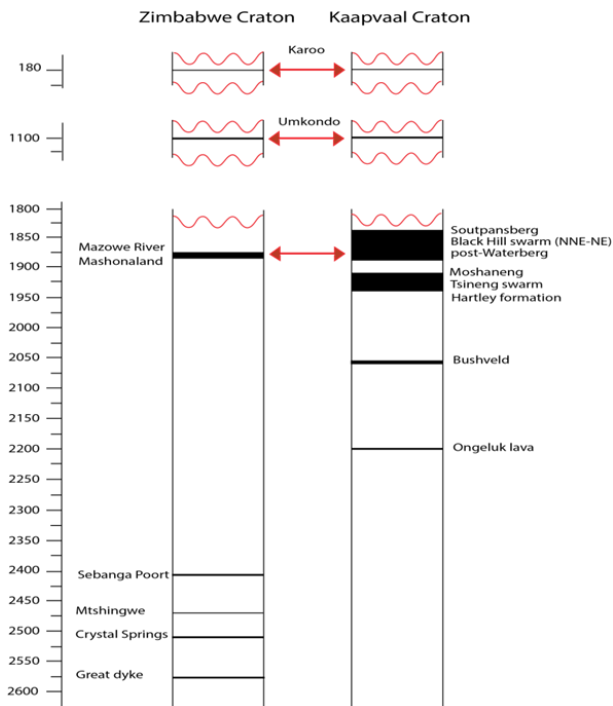 Zimbabwe Craton
Kaapvaal Craton
Karoo
180
Umkondo
1100
1800
Soutpansberg
1850
Black Hill swarm (NNE-NE)
Mazowe River
post-Waterberg
Mashonaland
1900
Moshaneng
Tsineng swarm
1950
Hartley formation
2000
2050
Bushveld
2100
2150
2200
Ongeluk lava
2250
2300
2350
2400
Sebanga Poort
2450
Mtshingwe
2500
Crystal Springs
2550
Great dyke
2600